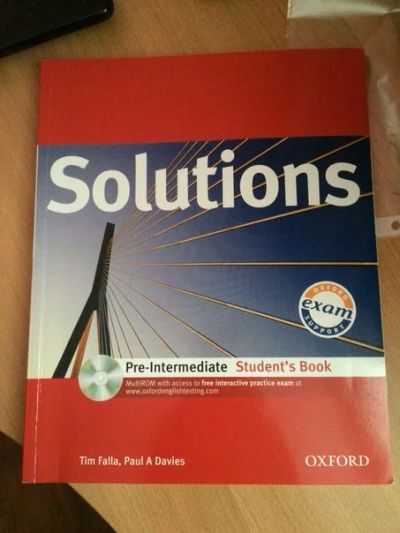 Solutions
OXFORD
exam
SUPPORT
Pre-Intermediate Student's Book
MultiROM with access to free interactive practice exam at
www.oxfordenglishtesting.com
Tim Falla, Paul A Davies
OXFORD